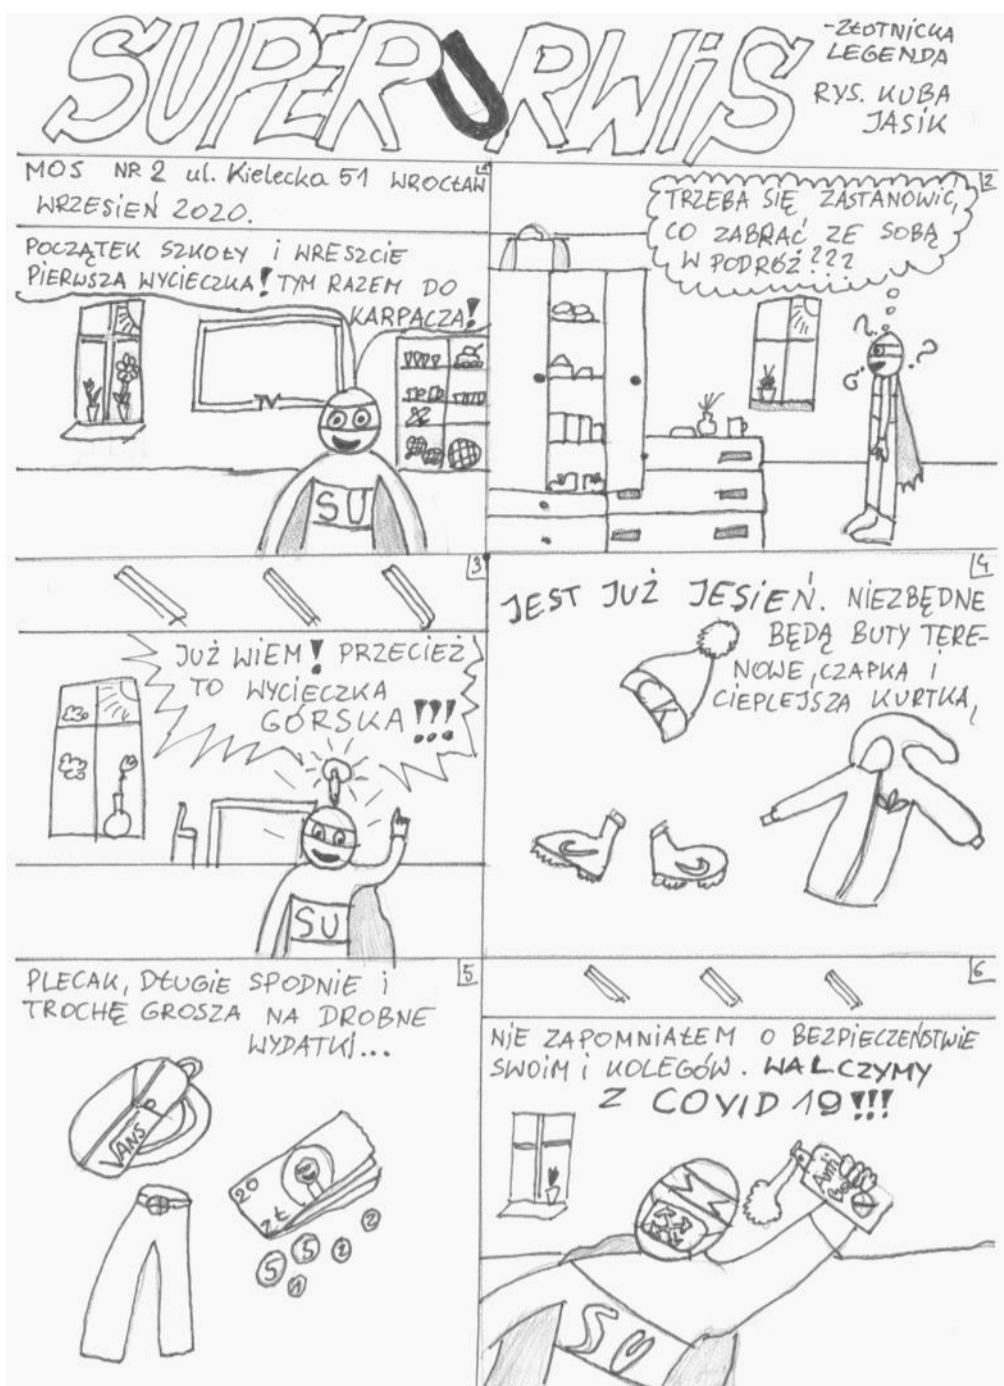 SUPERURWIS
-ZŁOTNICKA
LEGENDA
RYS. KUBA
JASIK
1
MOS NR 2 ul. Kielecka 51 WROCŁAW
WRZESIEŃ 2020.
POCZĄTEK SZKOŁY I WRESZCIE
PIERWSZA WYCIECZKA! TYM RAZEM DO
KARPACZA!
TV
SU
2
TRZEBA SIĘ ZASTANOWIĆ,
CO ZABRAĆ ZE SOBĄ
W PODRÓŻ???
? ?
3
JUŻ WIEM! PRZECIEŻ
TO WYCIECZKA
GÓRSKA!!!
SU
4
JEST JUŻ JESIEŃ. NIEZBĘDNE
BĘDĄ BUTY TERE-
NOWE, CZAPKA I
CIEPLEJSZA KURTKA,
5
PLECAK, DŁUGIE SPODNIE I
TROCHĘ GROSZA NA DROBNE
WYDATKI...
VANS
20
zł
5 5 2 2
1
6
NIE ZAPOMNIAŁEM O BEZPIECZEŃSTWIE
SWOIM I KOLEGÓW. WALCZYMY
Z COVID 19!!!
Anti
SU